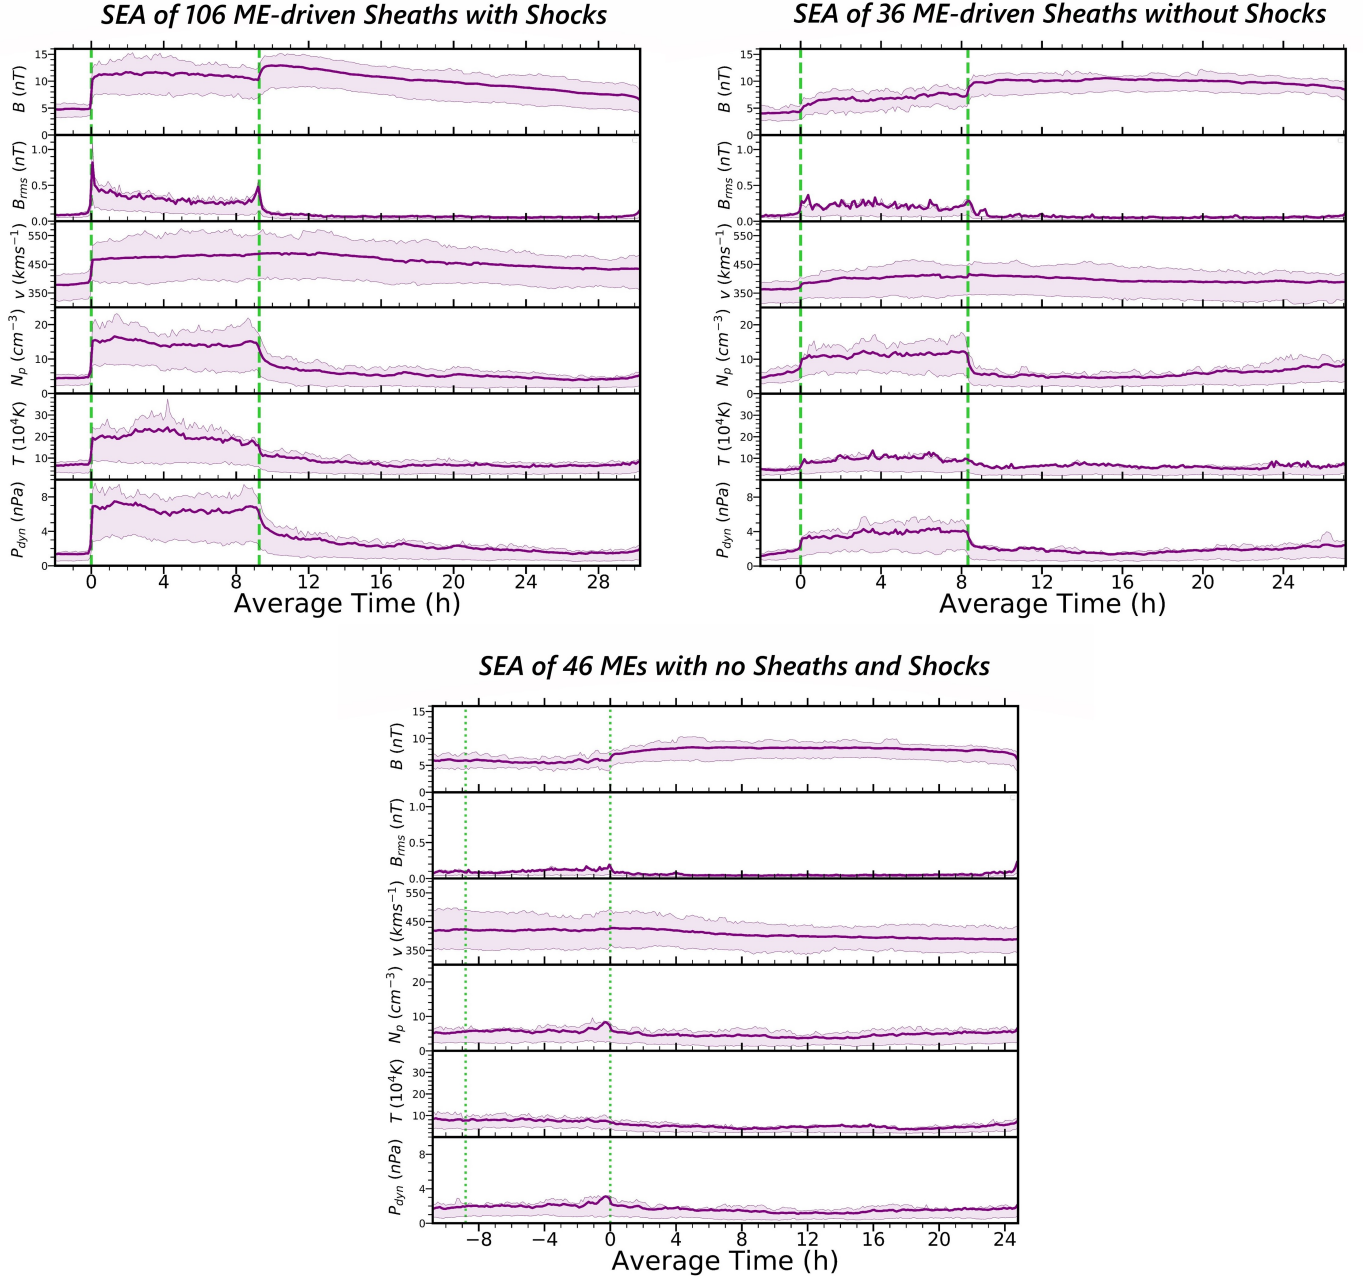 SEA of 106 ME-driven Sheaths with Shocks
B (nT)
15
10
5
0
B_rms (nT)
1.0
0.5
0.0
v (kms⁻¹)
550
450
350
N_p (cm⁻³)
20
10
0
T (10⁴K)
30
20
10
P_dyn (nPa)
8
4
0
0 4 8 12 16 20 24 28
Average Time (h)
SEA of 36 ME-driven Sheaths without Shocks
B (nT)
15
10
5
0
B_rms (nT)
1.0
0.5
0.0
v (kms⁻¹)
550
450
350
N_p (cm⁻³)
20
10
0
T (10⁴K)
30
20
10
P_dyn (nPa)
8
4
0
0 4 8 12 16 20 24
Average Time (h)
SEA of 46 MEs with no Sheaths and Shocks
B (nT)
15
10
5
0
B_rms (nT)
1.0
0.5
0.0
v (kms⁻¹)
550
450
350
N_p (cm⁻³)
20
10
0
T (10⁴K)
30
20
10
P_dyn (nPa)
8
4
0
−8 −4 0 4 8 12 16 20 24
Average Time (h)